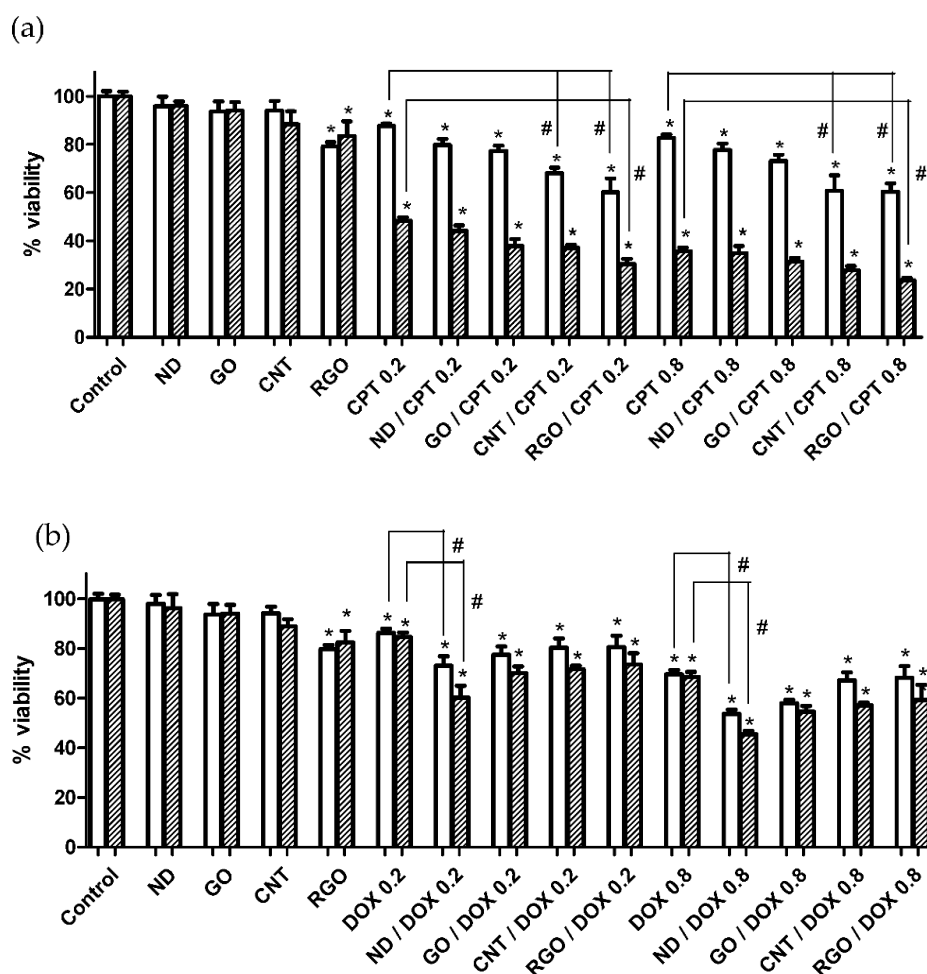 (a)
% viability
100
80
60
40
20
0
* * * * * * * * * * * * * * * * * * * * * *
# # # # # #
Control
ND
GO
CNT
RGO
CPT 0.2
ND / CPT 0.2
GO / CPT 0.2
CNT / CPT 0.2
RGO / CPT 0.2
CPT 0.8
ND / CPT 0.8
GO / CPT 0.8
CNT / CPT 0.8
RGO / CPT 0.8
(b)
% viability
100
80
60
40
20
0
* * * * * * * * * * * * * * * * * * * * * *
# # # #
Control
ND
GO
CNT
RGO
DOX 0.2
ND / DOX 0.2
GO / DOX 0.2
CNT / DOX 0.2
RGO / DOX 0.2
DOX 0.8
ND / DOX 0.8
GO / DOX 0.8
CNT / DOX 0.8
RGO / DOX 0.8